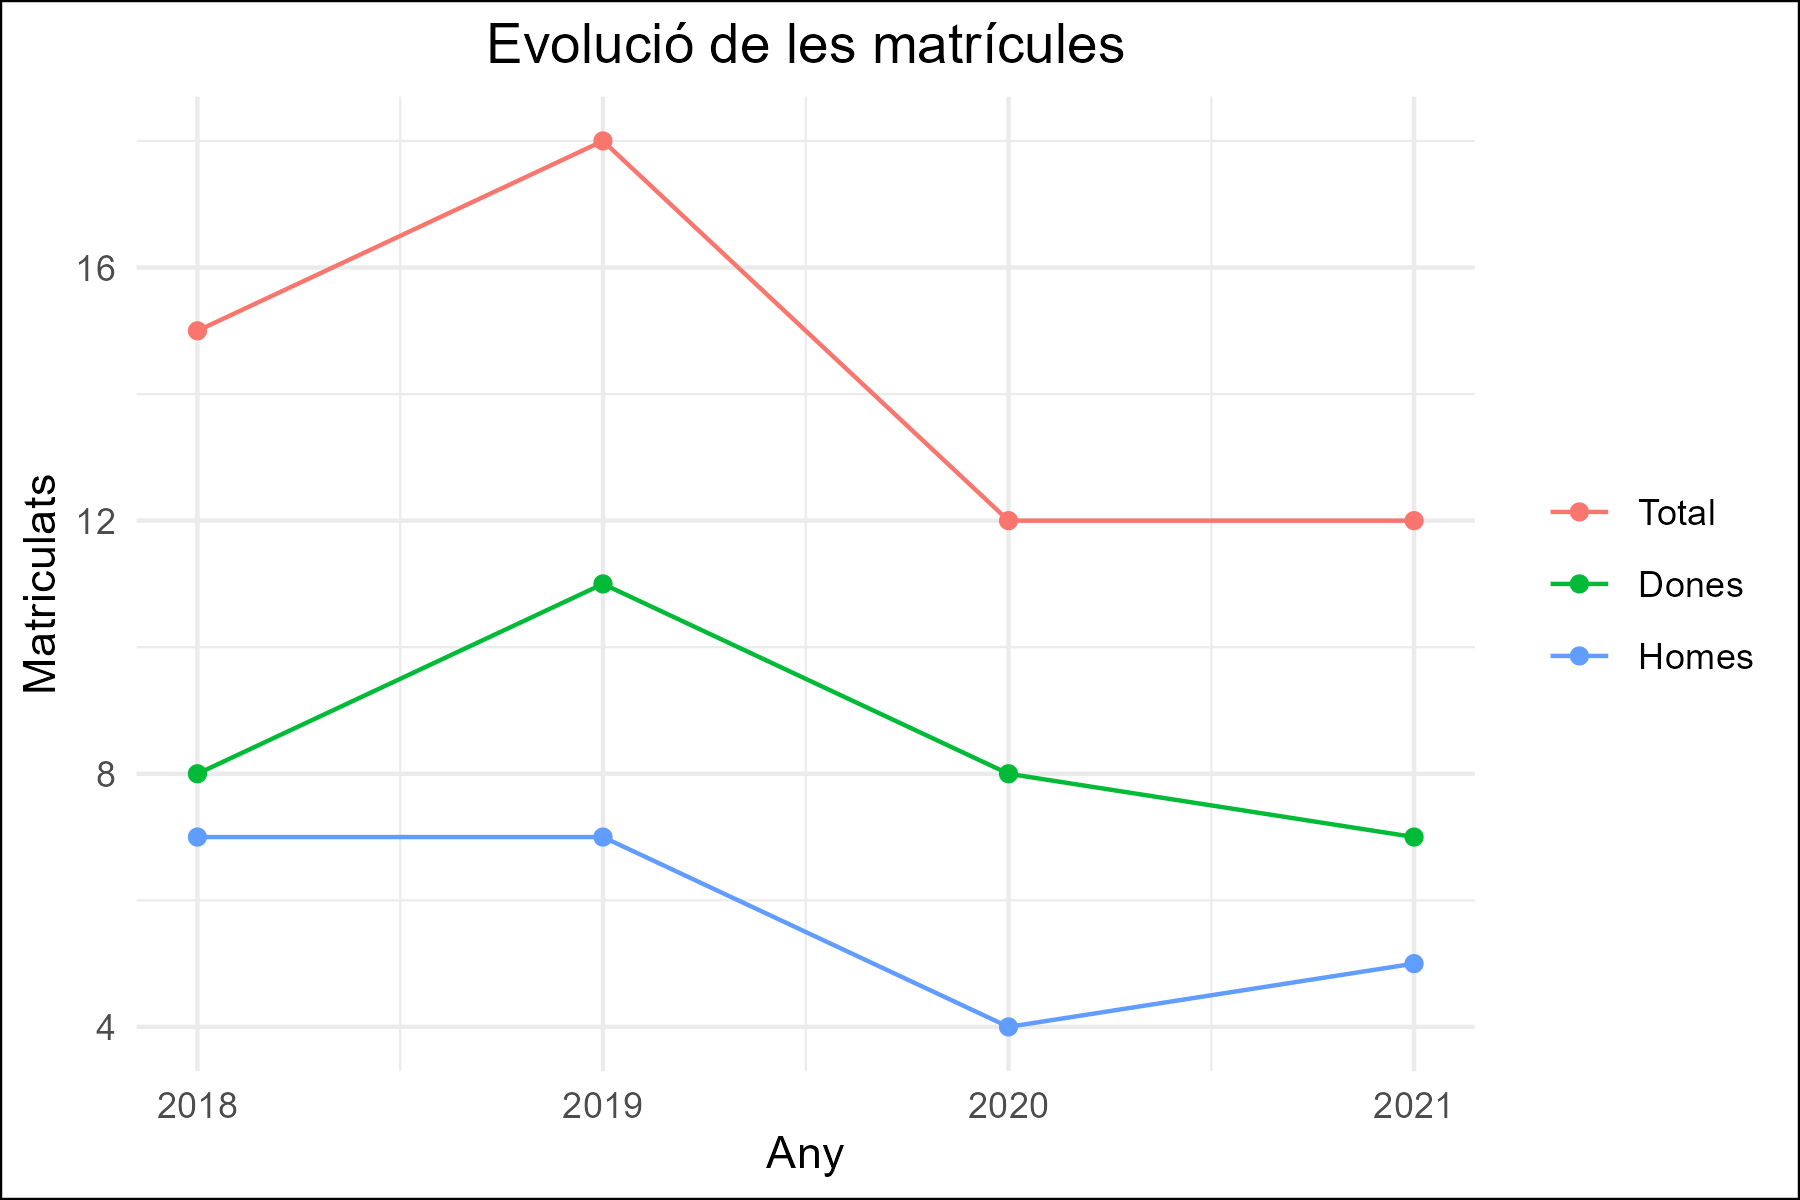 Evolució de les matrícules
Matriculats
16
12
8
4
2018
2019
2020
2021
Any
Total
Dones
Homes